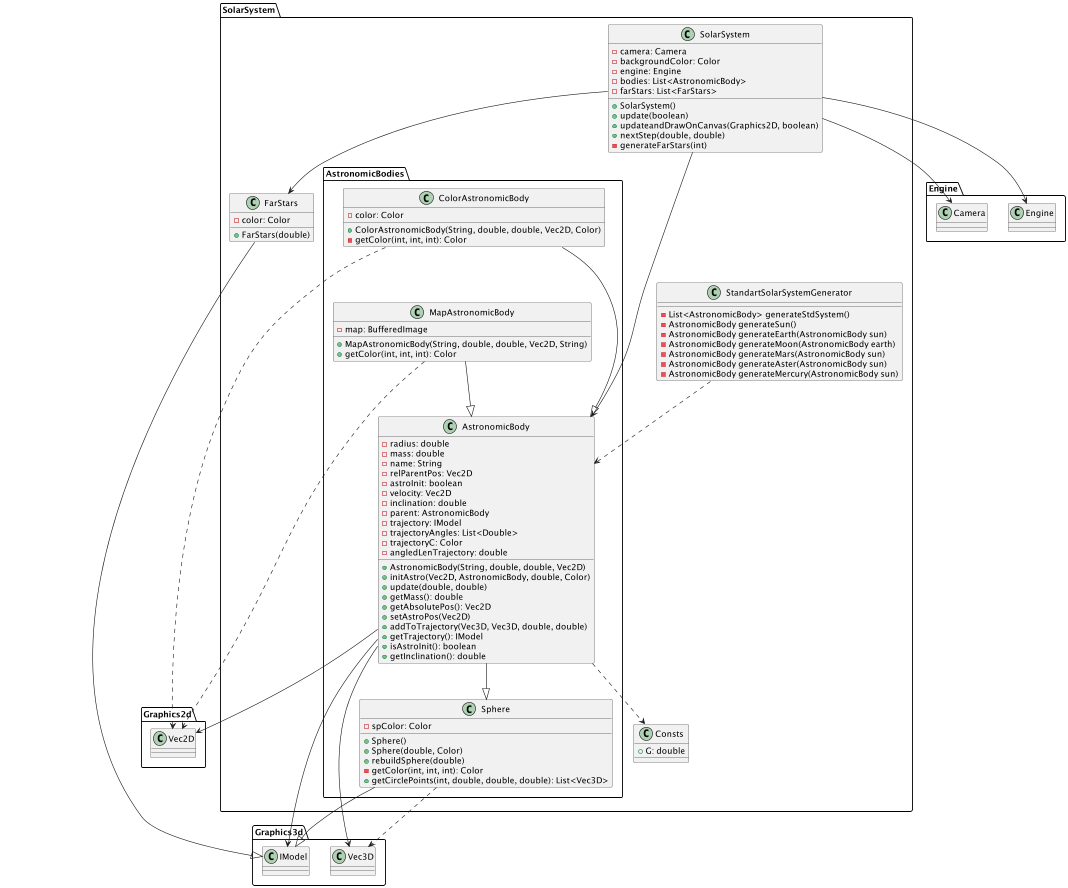 SolarSystem
C SolarSystem
camera: Camera
backgroundColor: Color
engine: Engine
bodies: List<AstronomicBody>
farStars: List<FarStars>
SolarSystem()
update(boolean)
updateandDrawOnCanvas(Graphics2D, boolean)
nextStep(double, double)
generateFarStars(int)
AstronomicBodies
C ColorAstronomicBody
color: Color
ColorAstronomicBody(String, double, double, Vec2D, Color)
getColor(int, int, int): Color
C FarStars
color: Color
FarStars(double)
Engine
C Camera
C Engine
C StandartSolarSystemGenerator
List<AstronomicBody> generateStdSystem()
AstronomicBody generateSun()
AstronomicBody generateEarth(AstronomicBody sun)
AstronomicBody generateMoon(AstronomicBody earth)
AstronomicBody generateMars(AstronomicBody sun)
AstronomicBody generateAster(AstronomicBody sun)
AstronomicBody generateMercury(AstronomicBody sun)
C MapAstronomicBody
map: BufferedImage
MapAstronomicBody(String, double, double, Vec2D, String)
getColor(int, int, int): Color
C AstronomicBody
radius: double
mass: double
name: String
relParentPos: Vec2D
astroInit: boolean
velocity: Vec2D
inclination: double
parent: AstronomicBody
trajectory: IModel
trajectoryAngles: List<Double>
trajectoryC: Color
angledLenTrajectory: double
AstronomicBody(String, double, double, Vec2D)
initAstro(Vec2D, AstronomicBody, double, Color)
update(double, double)
getMass(): double
getAbsolutePos(): Vec2D
setAstroPos(Vec2D)
addToTrajectory(Vec3D, Vec3D, double, double)
getTrajectory(): IModel
isAstroInit(): boolean
getInclination(): double
C Sphere
spColor: Color
Sphere()
Sphere(double, Color)
rebuildSphere(double)
getColor(int, int, int): Color
getCirclePoints(int, double, double, double): List<Vec3D>
C Consts
G: double
Graphics2d
C Vec2D
Graphics3d
C IModel
C Vec3D